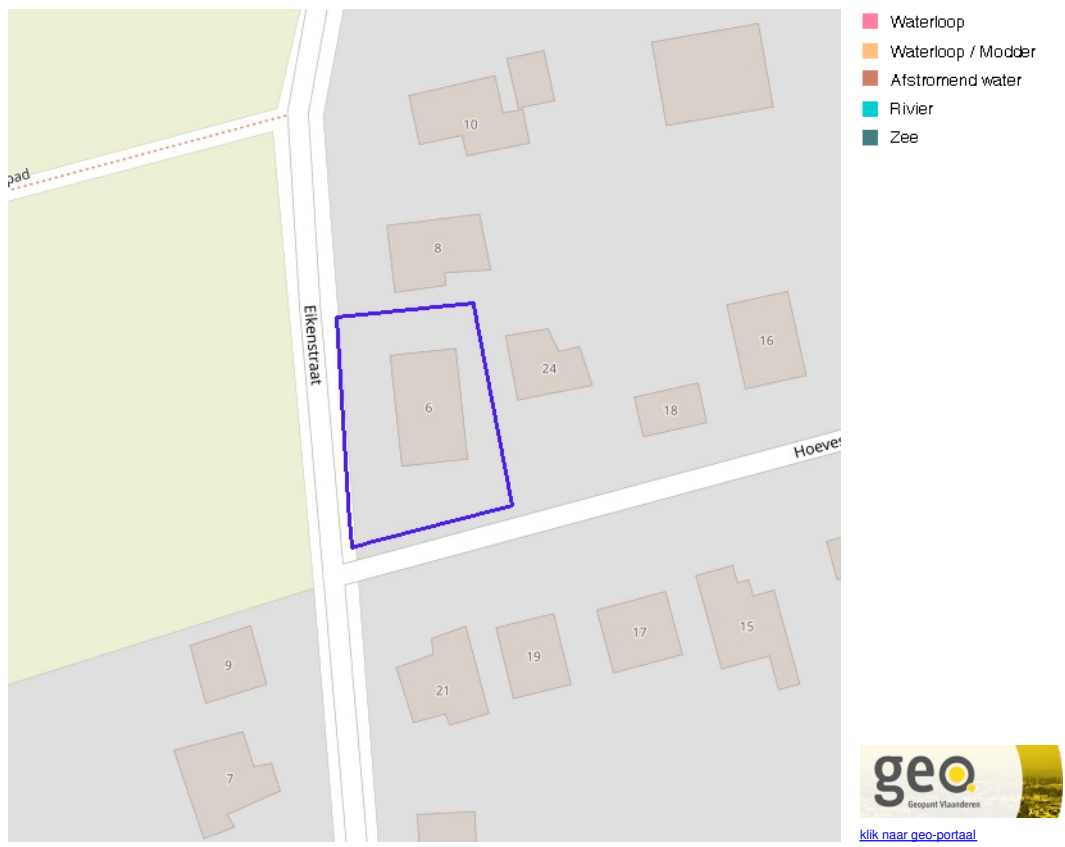 Waterloop
Waterloop / Modder
Afstromend water
Rivier
Zee
10
pad
8
Eikenstraat
16
24
6
18
Hoeves
15
17
19
9
21
7
geo
Geopunt Vlaanderen
klik naar geo-portaal